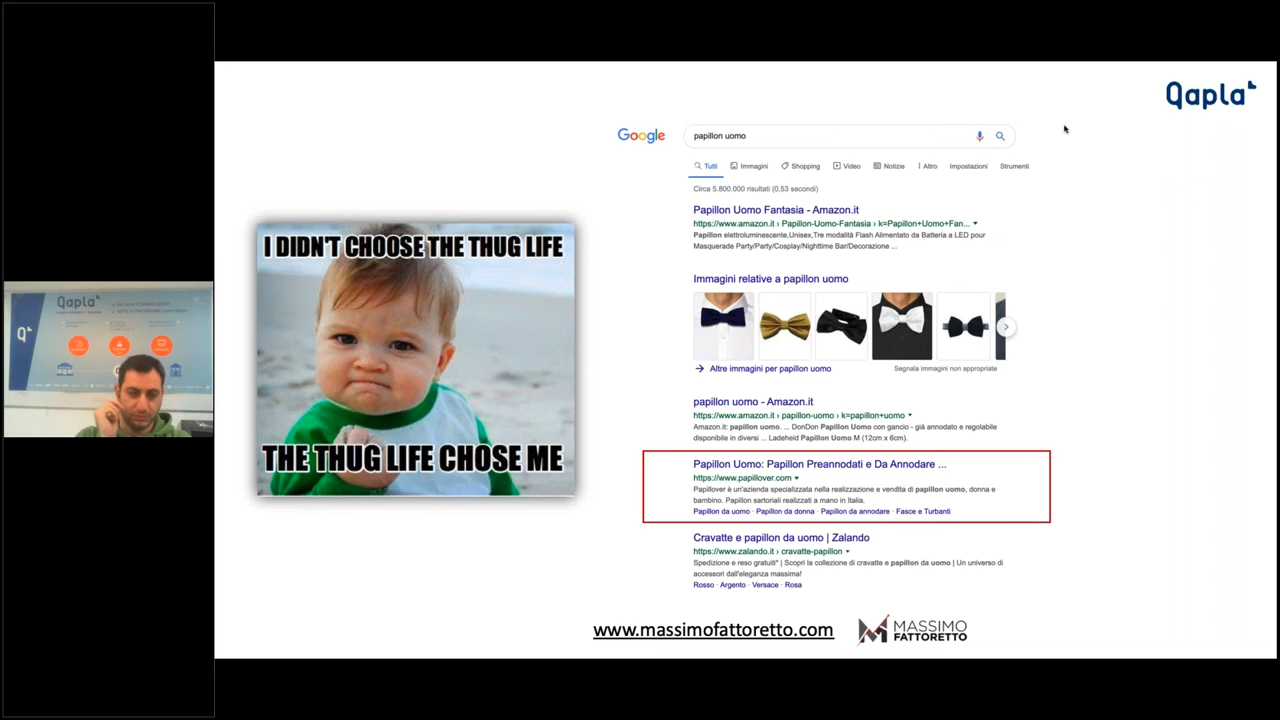 Qapla'
Google
papillon uomo
Tutti Immagini Shopping Video Notizie Altro Impostazioni Strumenti
Circa 5.800.000 risultati (0,53 secondi)
Papillon Uomo Fantasia - Amazon.it
https://www.amazon.it › Papillon-Uomo-Fantasia › k=Papillon+Uomo+Fan...
Papillon elettroluminescente,Unisex,Tre modalità Flash Alimentato da Batteria a LED per
Masquerade Party/Party/Cosplay/Nighttime Bar/Decorazione ...
I DIDN'T CHOOSE THE THUG LIFE
THE THUG LIFE CHOSE ME
Immagini relative a papillon uomo
Altre immagini per papillon uomo
Segnala immagini non appropriate
papillon uomo - Amazon.it
https://www.amazon.it › papillon-uomo › k=papillon+uomo
Amazon.it: papillon uomo. ... DonDon Papillon Uomo con gancio - già annodato e regolabile
disponibile in diversi ... Ladeheid Papillon Uomo M (12cm x 6cm).
Papillon Uomo: Papillon Preannodati e Da Annodare ...
https://www.papillover.com
Papillover è un'azienda specializzata nella realizzazione e vendita di papillon uomo, donna e
bambino. Papillon sartoriali realizzati a mano in Italia.
Papillon da uomo · Papillon da donna · Papillon da annodare · Fasce e Turbanti
Cravatte e papillon da uomo | Zalando
https://www.zalando.it › cravatte-papillon
Spedizione e reso gratuiti* | Scopri la collezione di cravatte e papillon da uomo | Un universo di
accessori dall'eleganza massima!
Rosso · Argento · Versace · Rosa
www.massimofattoretto.com
MASSIMO
FATTORETTO
Qapla'